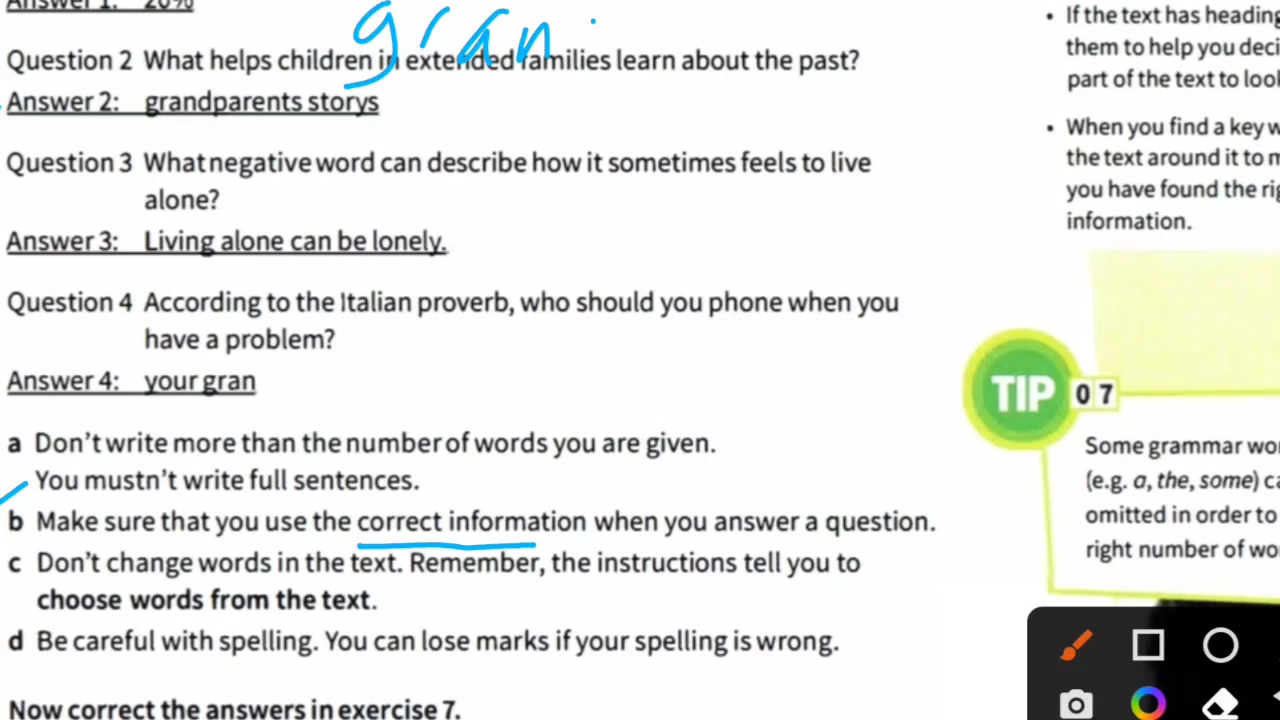 gran
Question 2 What helps children in extended families learn about the past?
Answer 2: grandparents storys
Question 3 What negative word can describe how it sometimes feels to live
alone?
Answer 3: Living alone can be lonely.
Question 4 According to the Italian proverb, who should you phone when you
have a problem?
Answer 4: your gran
a Don't write more than the number of words you are given.
You mustn't write full sentences.
b Make sure that you use the correct information when you answer a question.
c Don't change words in the text. Remember, the instructions tell you to
choose words from the text.
d Be careful with spelling. You can lose marks if your spelling is wrong.
Now correct the answers in exercise 7.
• If the text has heading
them to help you deci
part of the text to look
• When you find a key w
the text around it to m
you have found the rig
information.
TIP 07
Some grammar wo
(e.g. a, the, some) ca
omitted in order to
right number of wo